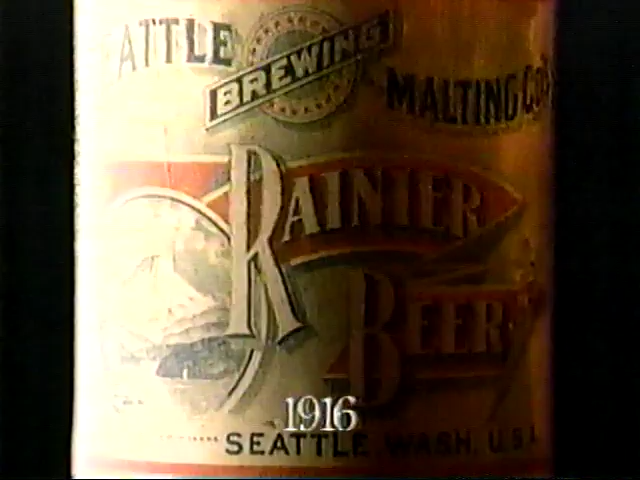 ATTLE
BREWING
MALTING CO'S
RAINIER
BEER
1916
SEATTLE, WASH. U.S.A